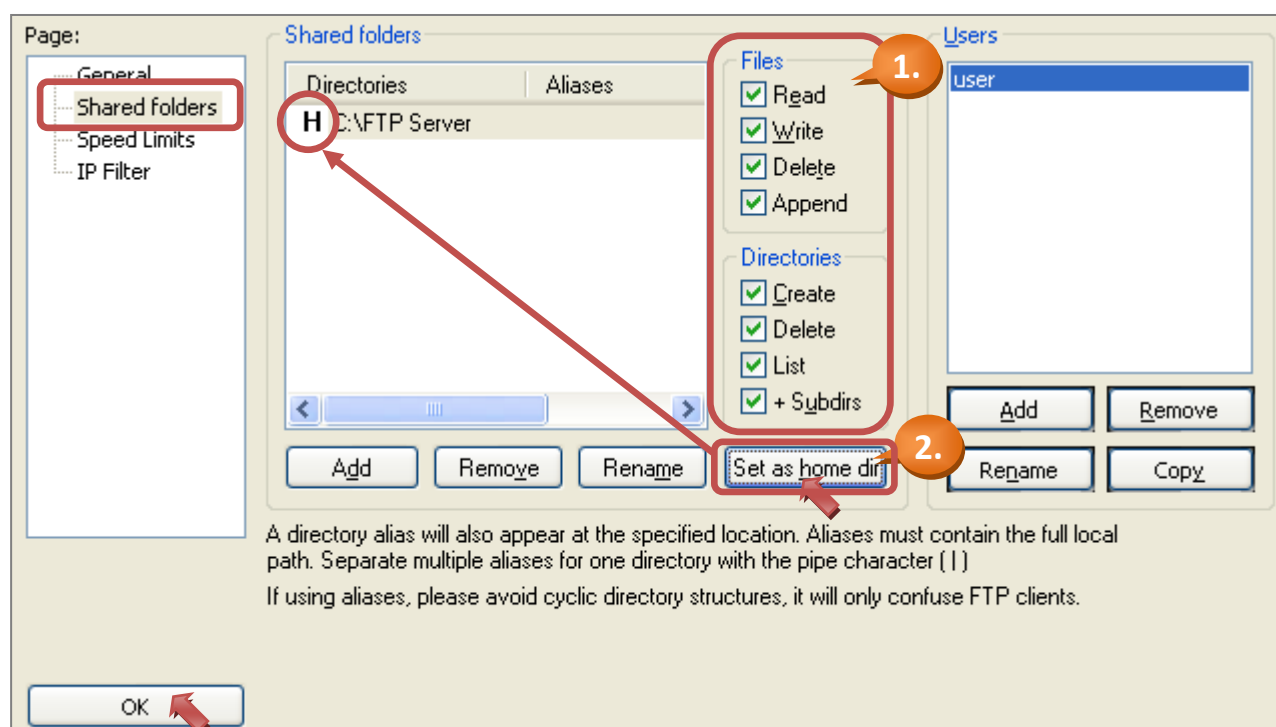 Page:
General
Shared folders
Speed Limits
IP Filter
OK
Shared folders
Directories Aliases
H C:\FTP Server
Add Remove Rename Set as home dir
Files
1.
Read
Write
Delete
Append
Directories
Create
Delete
List
+ Subdirs
2.
Users
user
Add Remove
Rename Copy
A directory alias will also appear at the specified location. Aliases must contain the full local
path. Separate multiple aliases for one directory with the pipe character ( | )
If using aliases, please avoid cyclic directory structures, it will only confuse FTP clients.